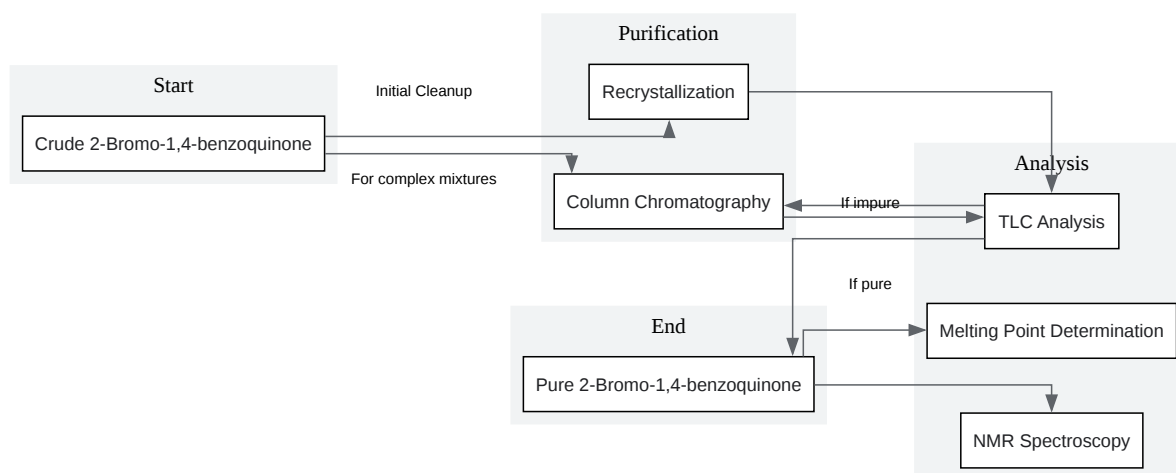 Purification
Start
Recrystallization
Initial Cleanup
Crude 2-Bromo-1,4-benzoquinone
For complex mixtures
Column Chromatography
Analysis
If impure
TLC Analysis
If pure
End
Melting Point Determination
Pure 2-Bromo-1,4-benzoquinone
NMR Spectroscopy